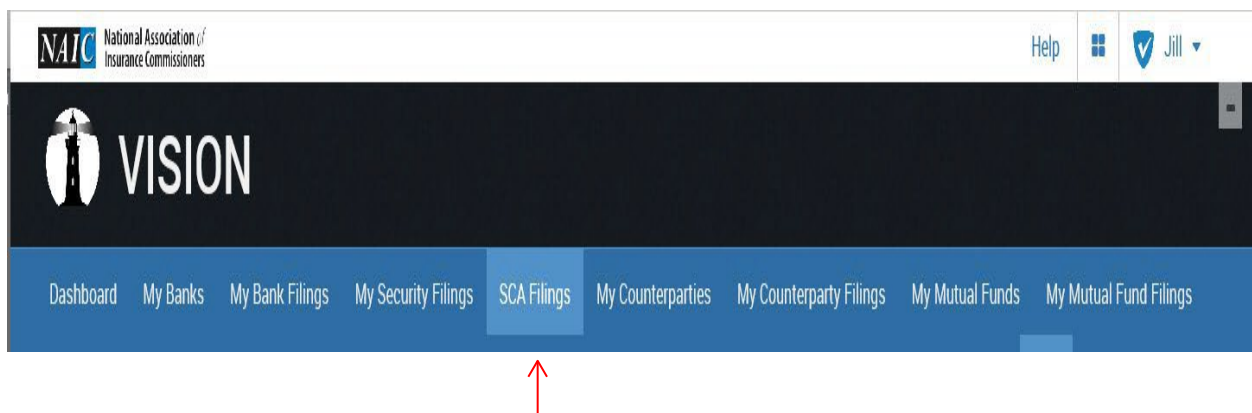 NAIC National Association of
Insurance Commissioners
Help Jill
VISION
Dashboard My Banks My Bank Filings My Security Filings SCA Filings My Counterparties My Counterparty Filings My Mutual Funds My Mutual Fund Filings